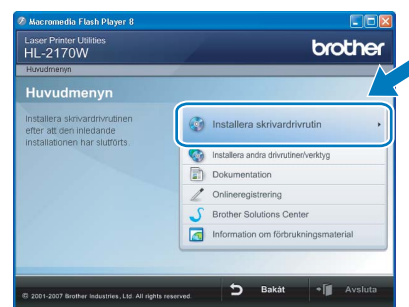 Macromedia Flash Player 8
Laser Printer Utilities
HL-2170W
brother
Huvudmenyn
Huvudmenyn
Installera skrivardrivrutinen
efter att den inledande
installationen har slutförts.
Installera skrivardrivrutin
Installera andra drivrutiner/verktyg
Dokumentation
Onlineregistrering
Brother Solutions Center
Information om förbrukningsmaterial
© 2001-2007 Brother Industries, Ltd. All rights reserved.
Bakåt
Avsluta